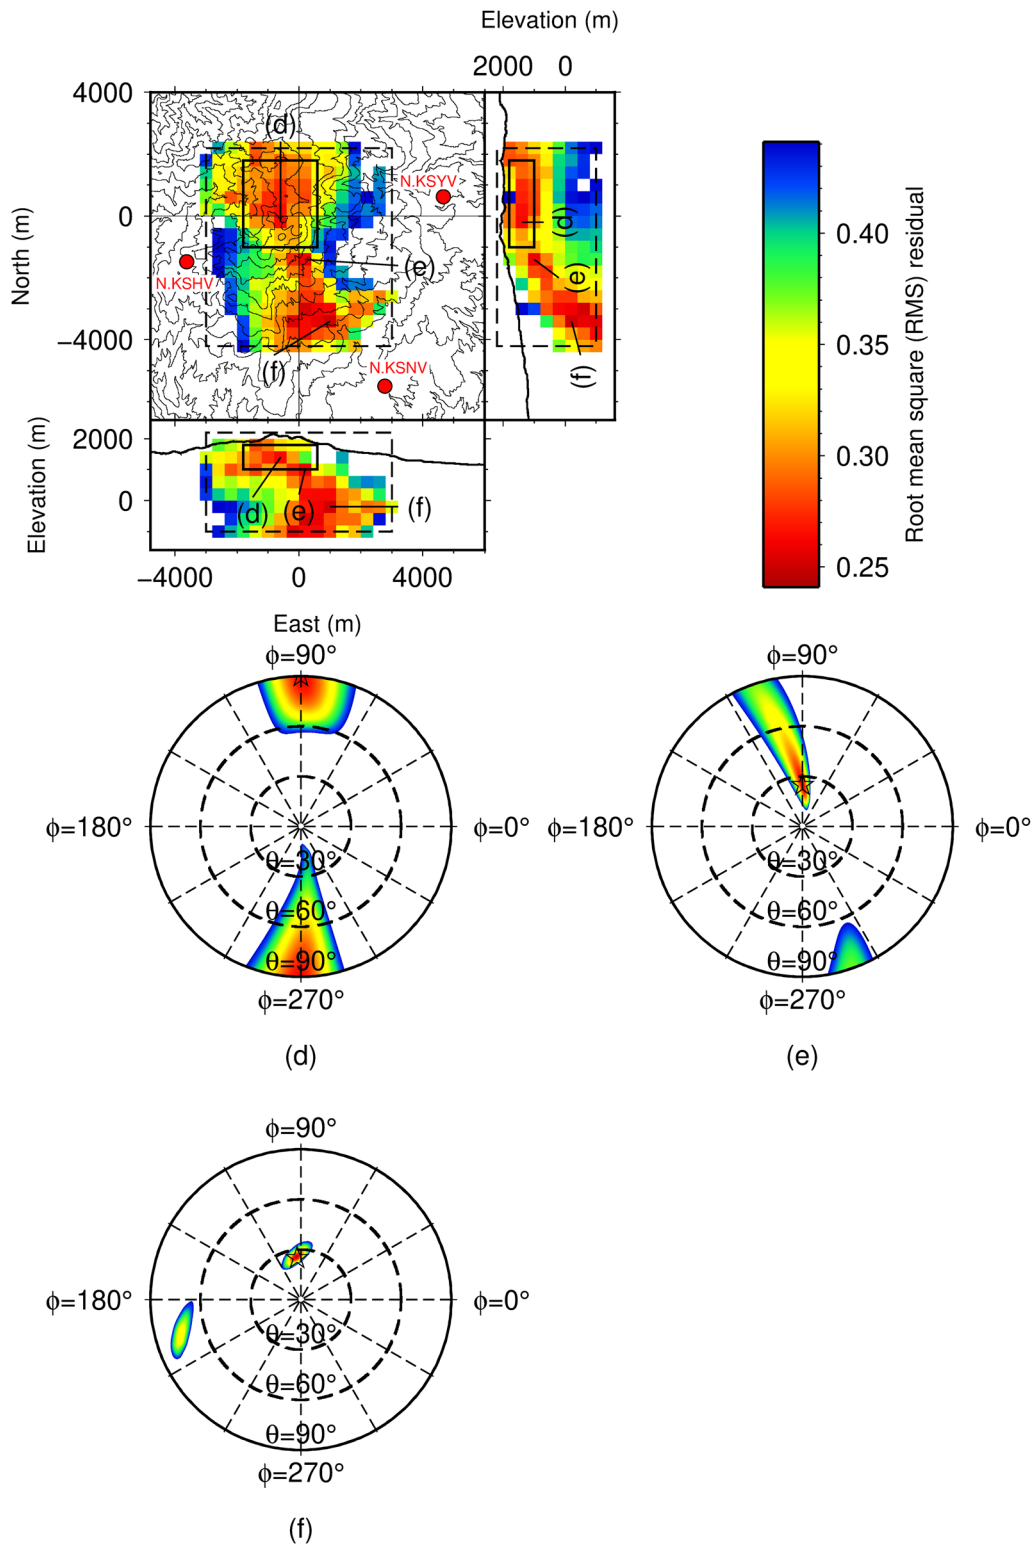 Elevation (m)
2000 0
4000
0
−4000
North (m)
(d)
(e)
(f)
N.KSYV
N.KSHV
N.KSNV
(d)
(e)
(f)
0.40
0.35
0.30
0.25
Root mean square (RMS) residual
2000
0
Elevation (m)
(d) (e) (f)
−4000 0 4000
East (m)
ϕ=90° ϕ=90°
ϕ=180° ϕ=0° ϕ=180° ϕ=0°
θ=30° θ=30°
θ=60° θ=60°
θ=90° θ=90°
ϕ=270° ϕ=270°
(d) (e)
ϕ=90°
ϕ=180° ϕ=0°
θ=30°
θ=60°
θ=90°
ϕ=270°
(f)